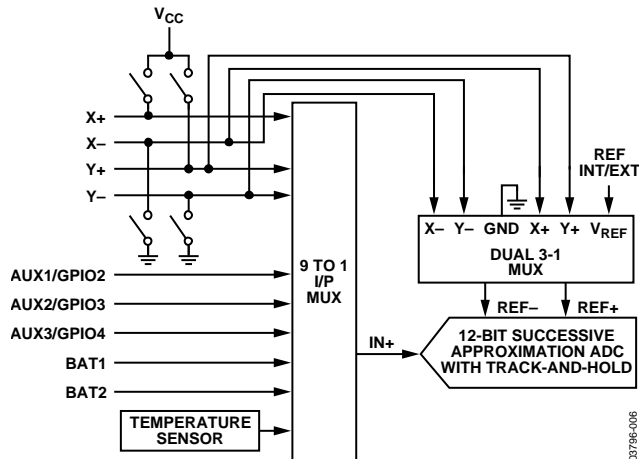 VCC
X+
X–
Y+
Y–
REF
INT/EXT
X– Y– GND X+ Y+ VREF
DUAL 3-1
MUX
9 TO 1
I/P
MUX
AUX1/GPIO2
AUX2/GPIO3
AUX3/GPIO4
BAT1
BAT2
REF– REF+
IN+
12-BIT SUCCESSIVE
APPROXIMATION ADC
WITH TRACK-AND-HOLD
TEMPERATURE
SENSOR
03796-006